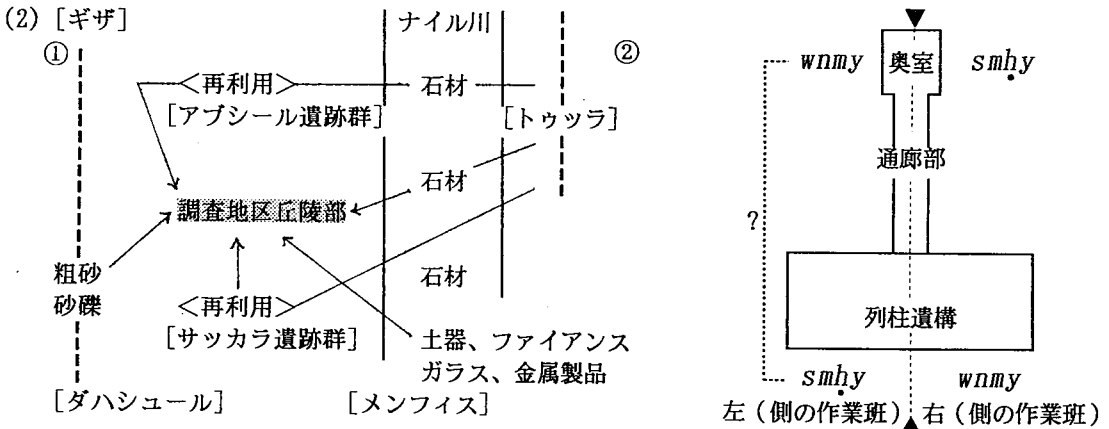 (2) [ギザ]
①
ナイル川
②
<再利用>
石材
[アブシール遺跡群]
[トゥッラ]
石材
調査地区丘陵部
粗砂
砂礫
石材
<再利用>
[サッカラ遺跡群]
土器、ファイアンス
ガラス、金属製品
[ダハシュール]
[メンフィス]
wnmy
奥室
smḥy
通廊部
?
列柱遺構
smḥy
wnmy
左(側の作業班)
右(側の作業班)